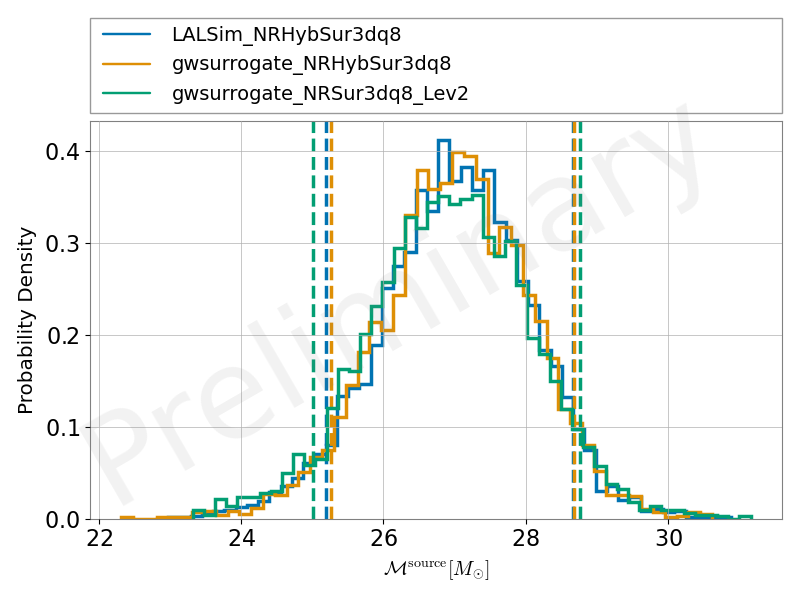 LALSim_NRHybSur3dq8
gwsurrogate_NRHybSur3dq8
gwsurrogate_NRSur3dq8_Lev2
Preliminary
0.4
0.3
0.2
0.1
0.0
Probability Density
22 24 26 28 30
ℳ^source [M_⊙]